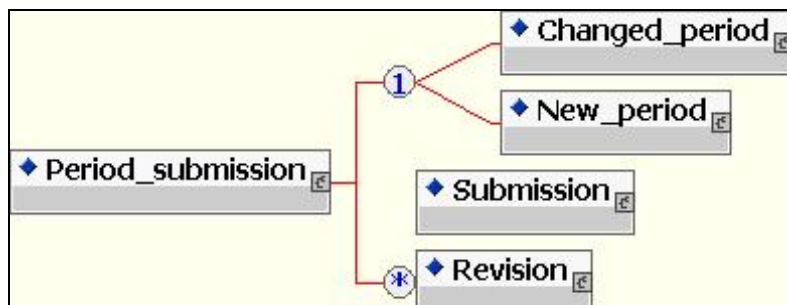 Changed_period
1
New_period
Period_submission
Submission
*
Revision